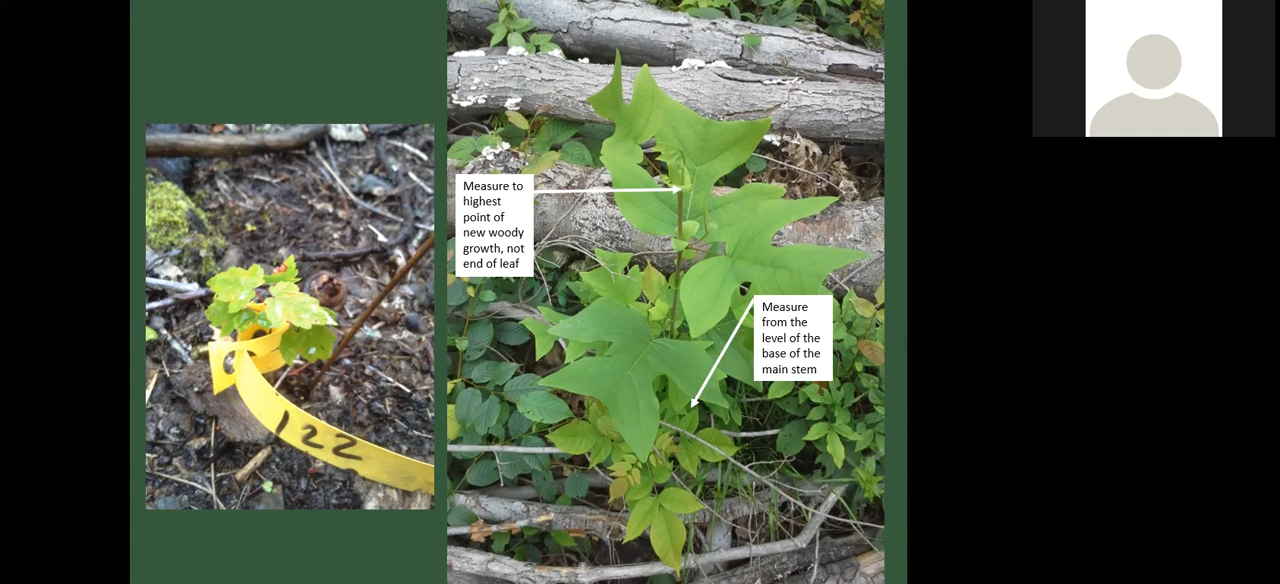 122
Measure to
highest
point of
new woody
growth, not
end of leaf
Measure
from the
level of the
base of the
main stem